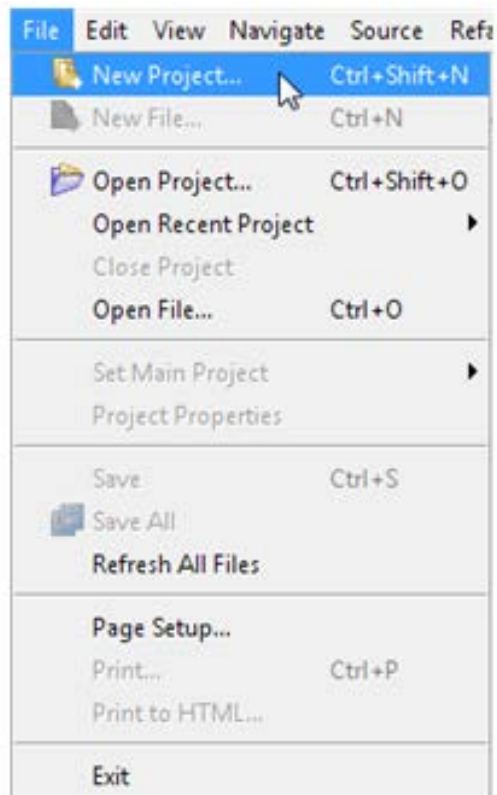 File Edit View Navigate Source Refa
New Project... Ctrl+Shift+N
New File... Ctrl+N
Open Project... Ctrl+Shift+O
Open Recent Project
Close Project
Open File... Ctrl+O
Set Main Project
Project Properties
Save Ctrl+S
Save All
Refresh All Files
Page Setup...
Print... Ctrl+P
Print to HTML...
Exit